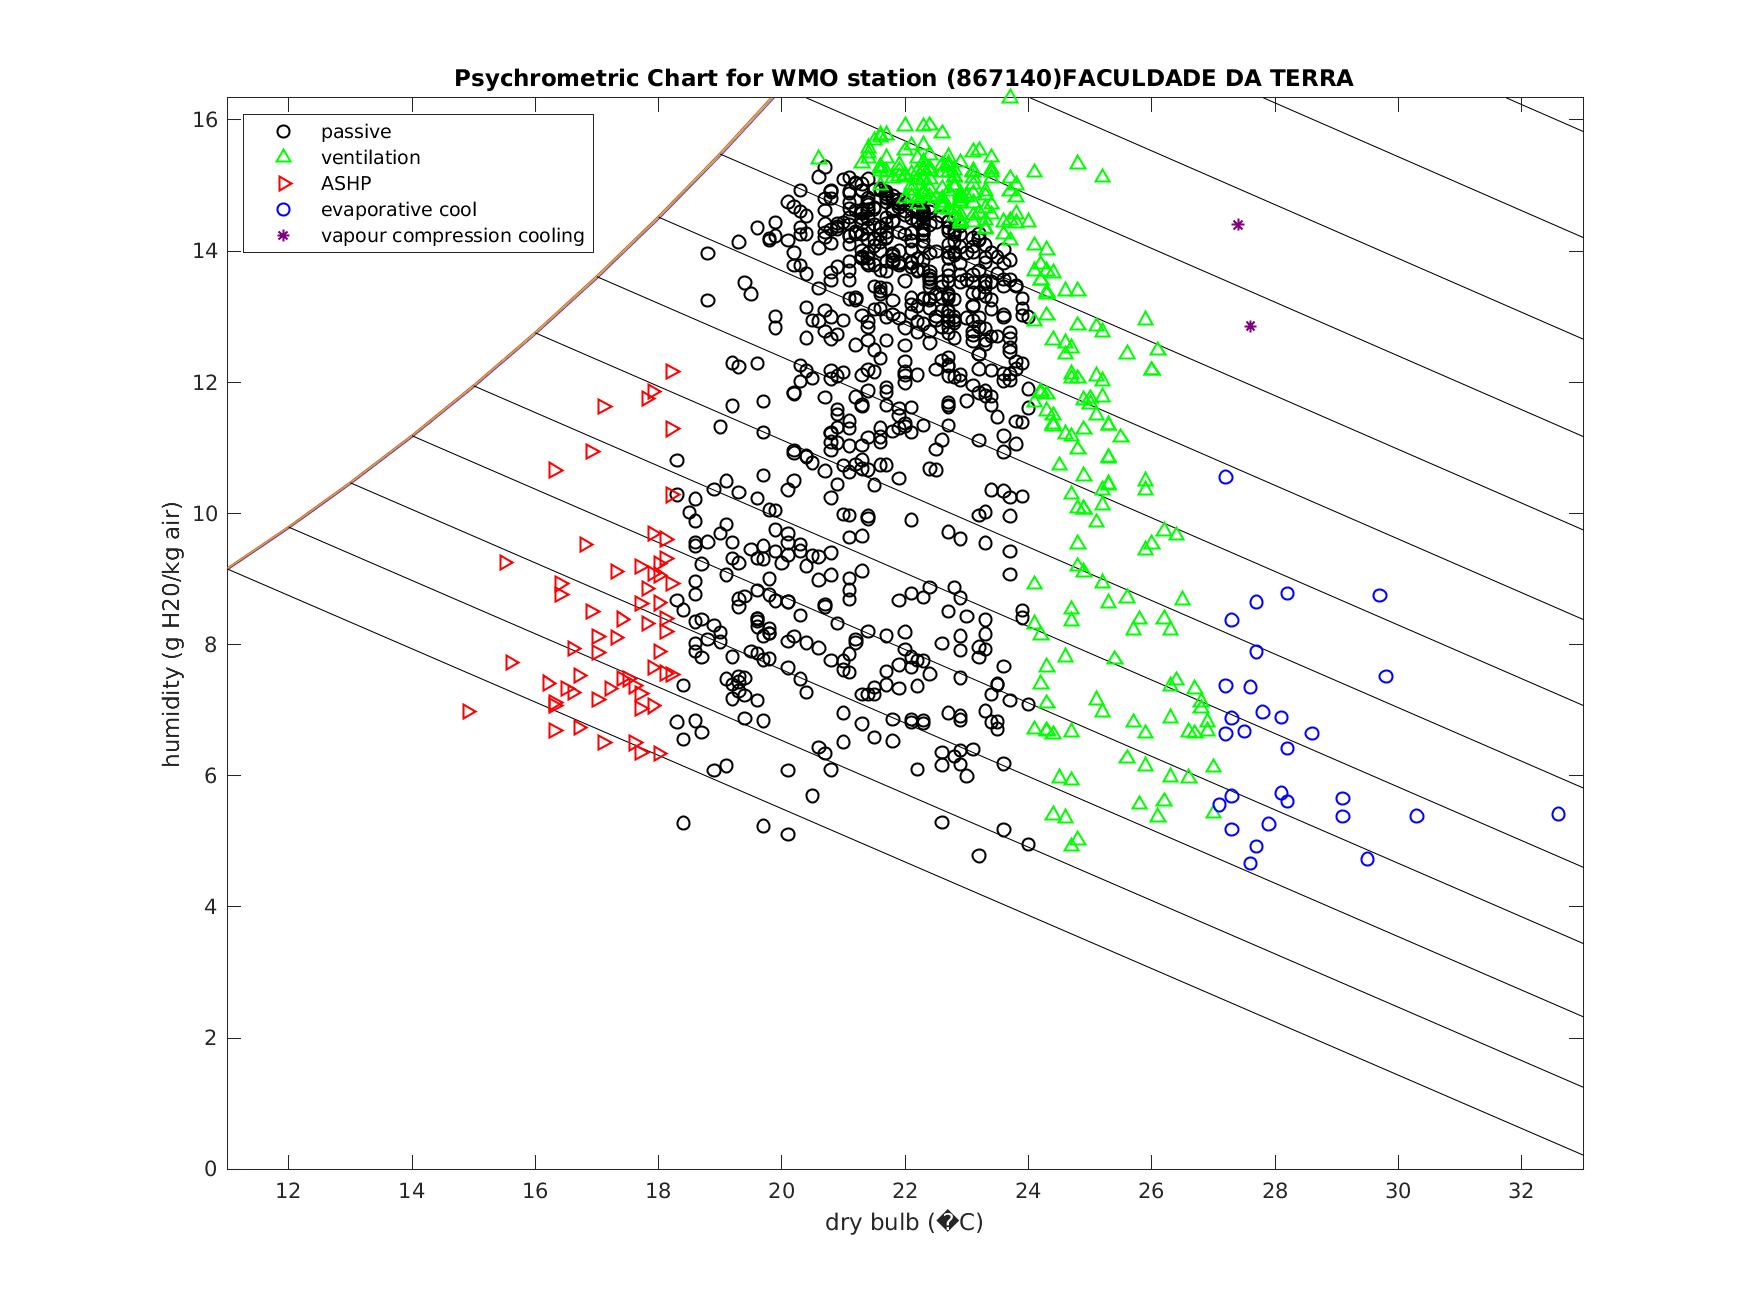 Psychrometric Chart for WMO station (867140)FACULDADE DA TERRA
passive
ventilation
ASHP
evaporative cool
vapour compression cooling
humidity (g H20/kg air)
16
14
12
10
8
6
4
2
0
12 14 16 18 20 22 24 26 28 30 32
dry bulb (�C)